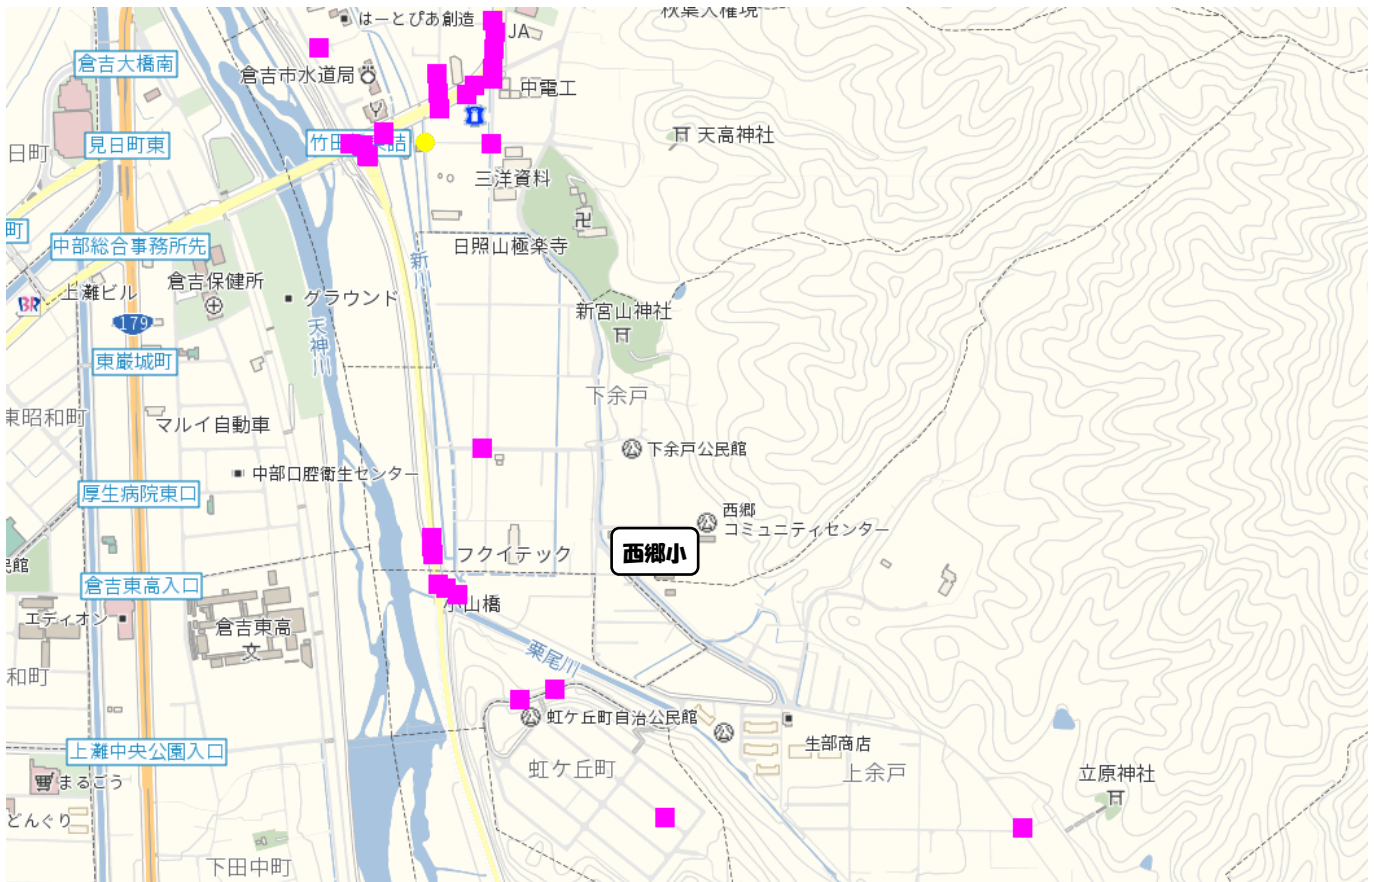 はーとぴあ創造
JA
倉吉大橋南
倉吉市水道局
中電工
日町
見日町東
天高神社
三洋資料
町
中部総合事務所先
新川
日照山極楽寺
倉吉保健所
上灘ビル
グラウンド
新宮山神社
BR
179
天神川
東巌城町
下余戸
東昭和町
マルイ自動車
下余戸公民館
中部口腔衛生センター
厚生病院東口
西郷
コミュニティセンター
西郷小
フクイテック
民館
倉吉東高入口
小山橋
エディオン
倉吉東高
文
栗尾川
和町
虹ケ丘町自治公民館
上灘中央公園入口
生部商店
虹ケ丘町
上余戸
立原神社
まるごう
どんぐり
下田中町